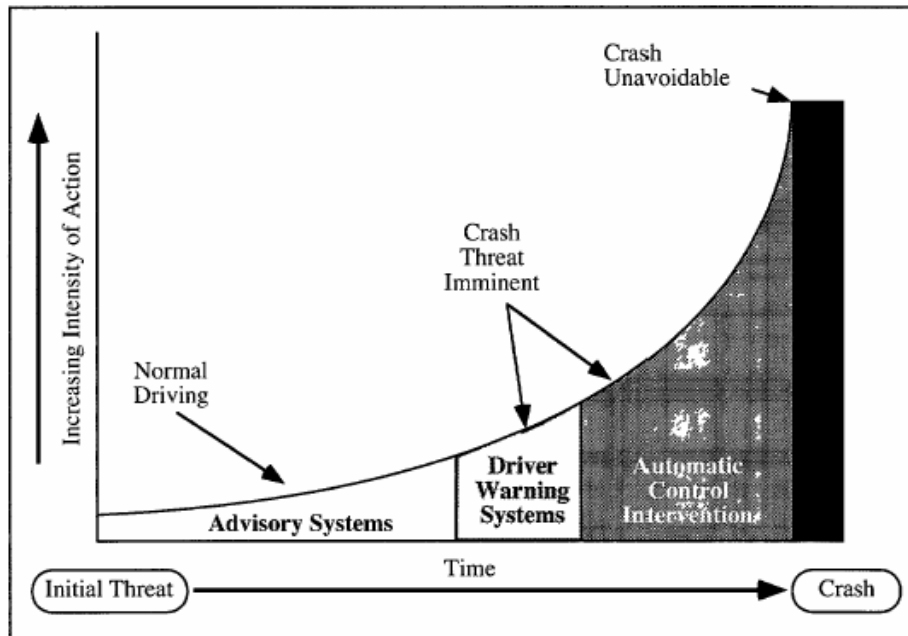 Crash
Unavoidable
Increasing Intensity of Action
Crash
Threat
Imminent
Normal
Driving
Advisory Systems
Driver
Warning
Systems
Automatic
Control
Intervention
Time
Initial Threat
Crash